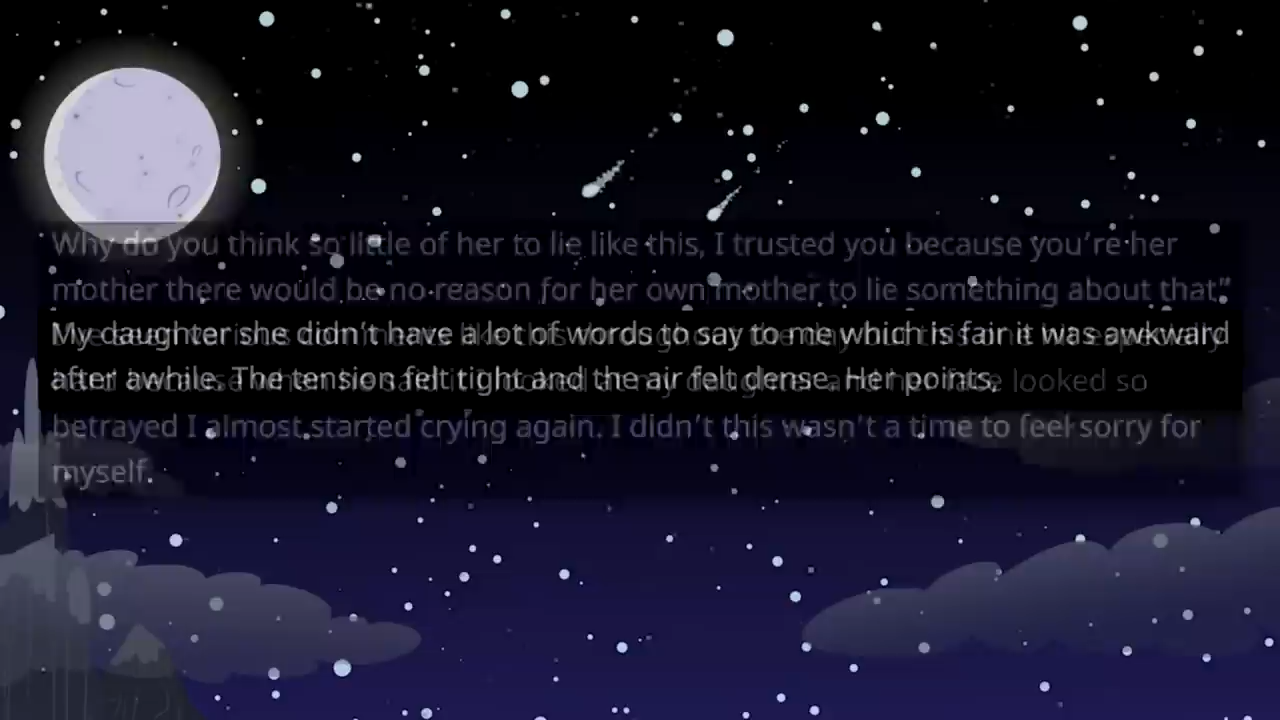 Why do you think so little of her to lie like this, I trusted you because you’re her
mother there would be no reason for her own mother to lie something about that”
My daughter she didn’t have a lot of words to say to me which is fair it was awkward
after awhile. The tension felt tight and the air felt dense. Her points,
looked so
betrayed I almost started crying again. I didn’t this wasn’t a time to feel sorry for
myself.